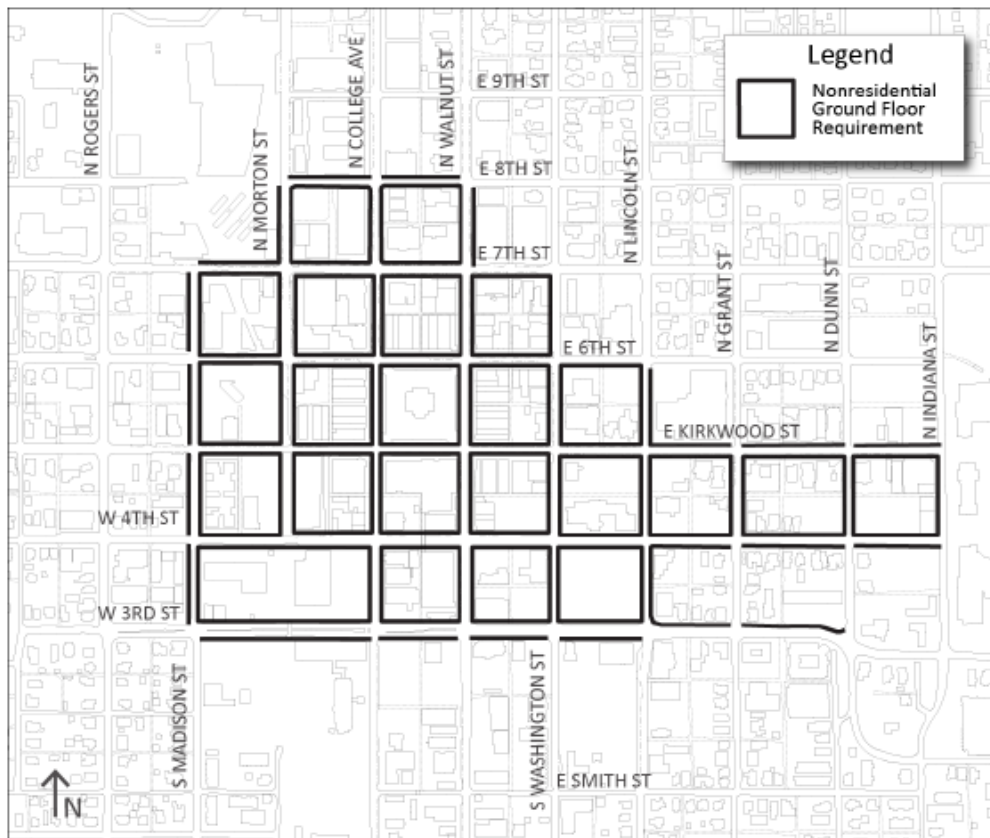 Legend
Nonresidential
Ground Floor
Requirement
N ROGERS ST
N MORTON ST
N COLLEGE AVE
N WALNUT ST
E 9TH ST
E 8TH ST
E 7TH ST
N LINCOLN ST
N GRANT ST
N DUNN ST
N INDIANA ST
E 6TH ST
E KIRKWOOD ST
W 4TH ST
W 3RD ST
S MADISON ST
S WASHINGTON ST
E SMITH ST
N